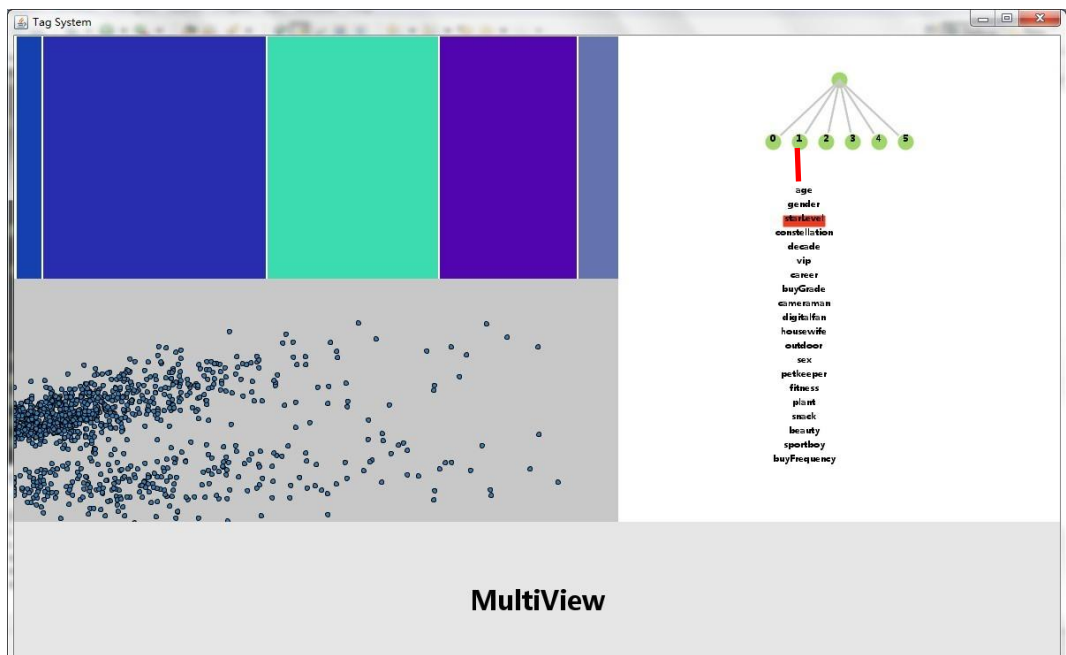 Tag System
0 1 2 3 4 5
age
gender
starLevel
constellation
decade
vip
career
buyGrade
cameraman
digitalfan
housewife
outdoor
sex
petkeeper
fitness
plant
snack
beauty
sportboy
buyFrequency
MultiView